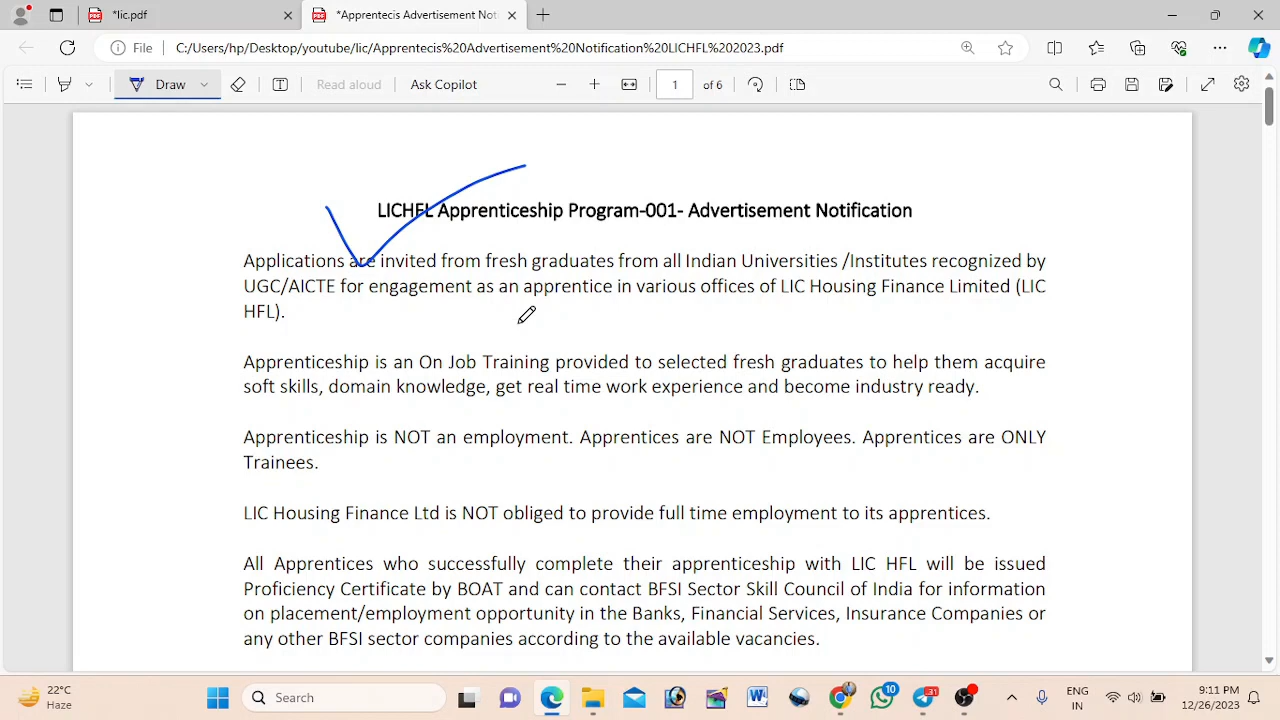 *lic.pdf
*Apprentecis Advertisement Not
File
C:/Users/hp/Desktop/youtube/lic/Apprentecis%20Advertisement%20Notification%20LICHFL%202023.pdf
Draw
Read aloud
Ask Copilot
1
of 6
LICHFL Apprenticeship Program-001- Advertisement Notification
Applications are invited from fresh graduates from all Indian Universities /Institutes recognized by
UGC/AICTE for engagement as an apprentice in various offices of LIC Housing Finance Limited (LIC
HFL).
Apprenticeship is an On Job Training provided to selected fresh graduates to help them acquire
soft skills, domain knowledge, get real time work experience and become industry ready.
Apprenticeship is NOT an employment. Apprentices are NOT Employees. Apprentices are ONLY
Trainees.
LIC Housing Finance Ltd is NOT obliged to provide full time employment to its apprentices.
All Apprentices who successfully complete their apprenticeship with LIC HFL will be issued
Proficiency Certificate by BOAT and can contact BFSI Sector Skill Council of India for information
on placement/employment opportunity in the Banks, Financial Services, Insurance Companies or
any other BFSI sector companies according to the available vacancies.
22°C
Haze
Search
10
31
ENG
IN
9:11 PM
12/26/2023